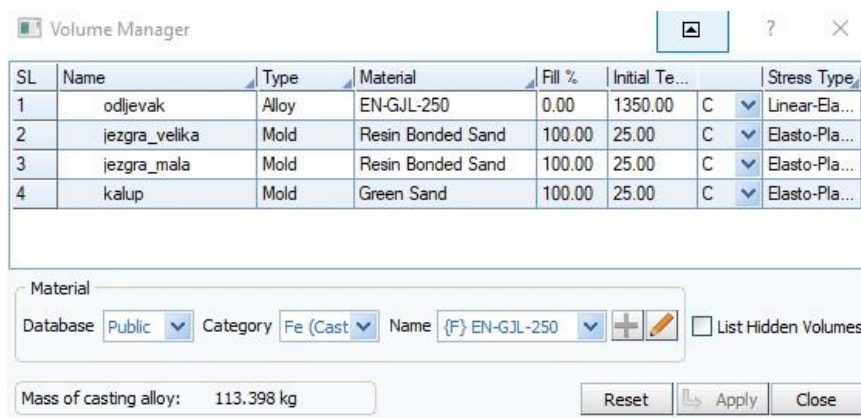 Volume Manager ?
SL Name Type Material Fill % Initial Te... Stress Type
1 odljevak Alloy EN-GJL-250 0.00 1350.00 C Linear-Ela...
2 jezgra_velika Mold Resin Bonded Sand 100.00 25.00 C Elasto-Pla...
3 jezgra_mala Mold Resin Bonded Sand 100.00 25.00 C Elasto-Pla...
4 kalup Mold Green Sand 100.00 25.00 C Elasto-Pla...
Material
Database Public Category Fe (Cast Name {F} EN-GJL-250 List Hidden Volumes
Mass of casting alloy: 113.398 kg Reset Apply Close